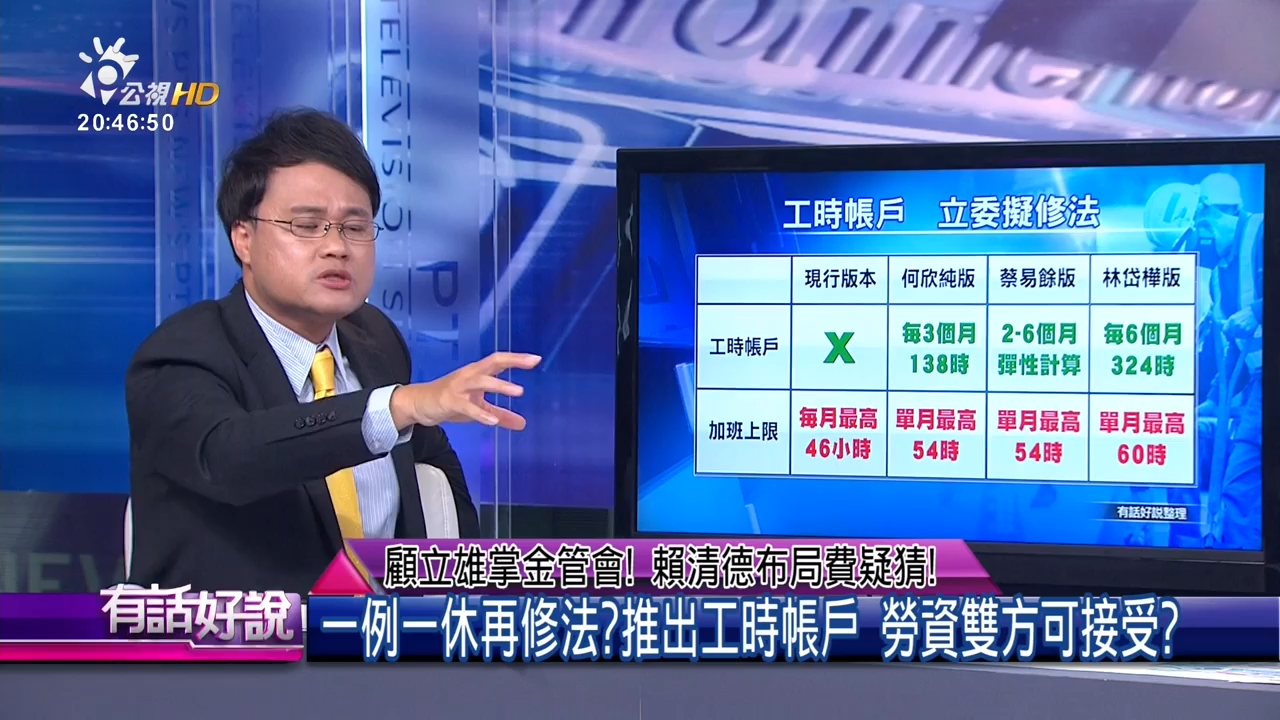 公視HD
20:46:50
TELEVISIO
工時帳戶 立委擬修法
現行版本 何欣純版 蔡易餘版 林岱樺版
工時帳戶 X 每3個月 138時 2-6個月 彈性計算 每6個月 324時
加班上限 每月最高 46小時 單月最高 54時 單月最高 54時 單月最高 60時
有話好說整理
顧立雄掌金管會! 賴清德布局費疑猜!
有話好說
一例一休再修法?推出工時帳戶 勞資雙方可接受?